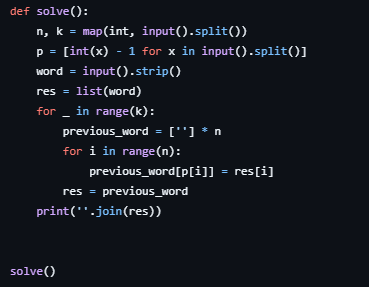 def solve():
    n, k = map(int, input().split())
    p = [int(x) - 1 for x in input().split()]
    word = input().strip()
    res = list(word)
    for _ in range(k):
        previous_word = [''] * n
        for i in range(n):
            previous_word[p[i]] = res[i]
        res = previous_word
    print(''.join(res))


solve()